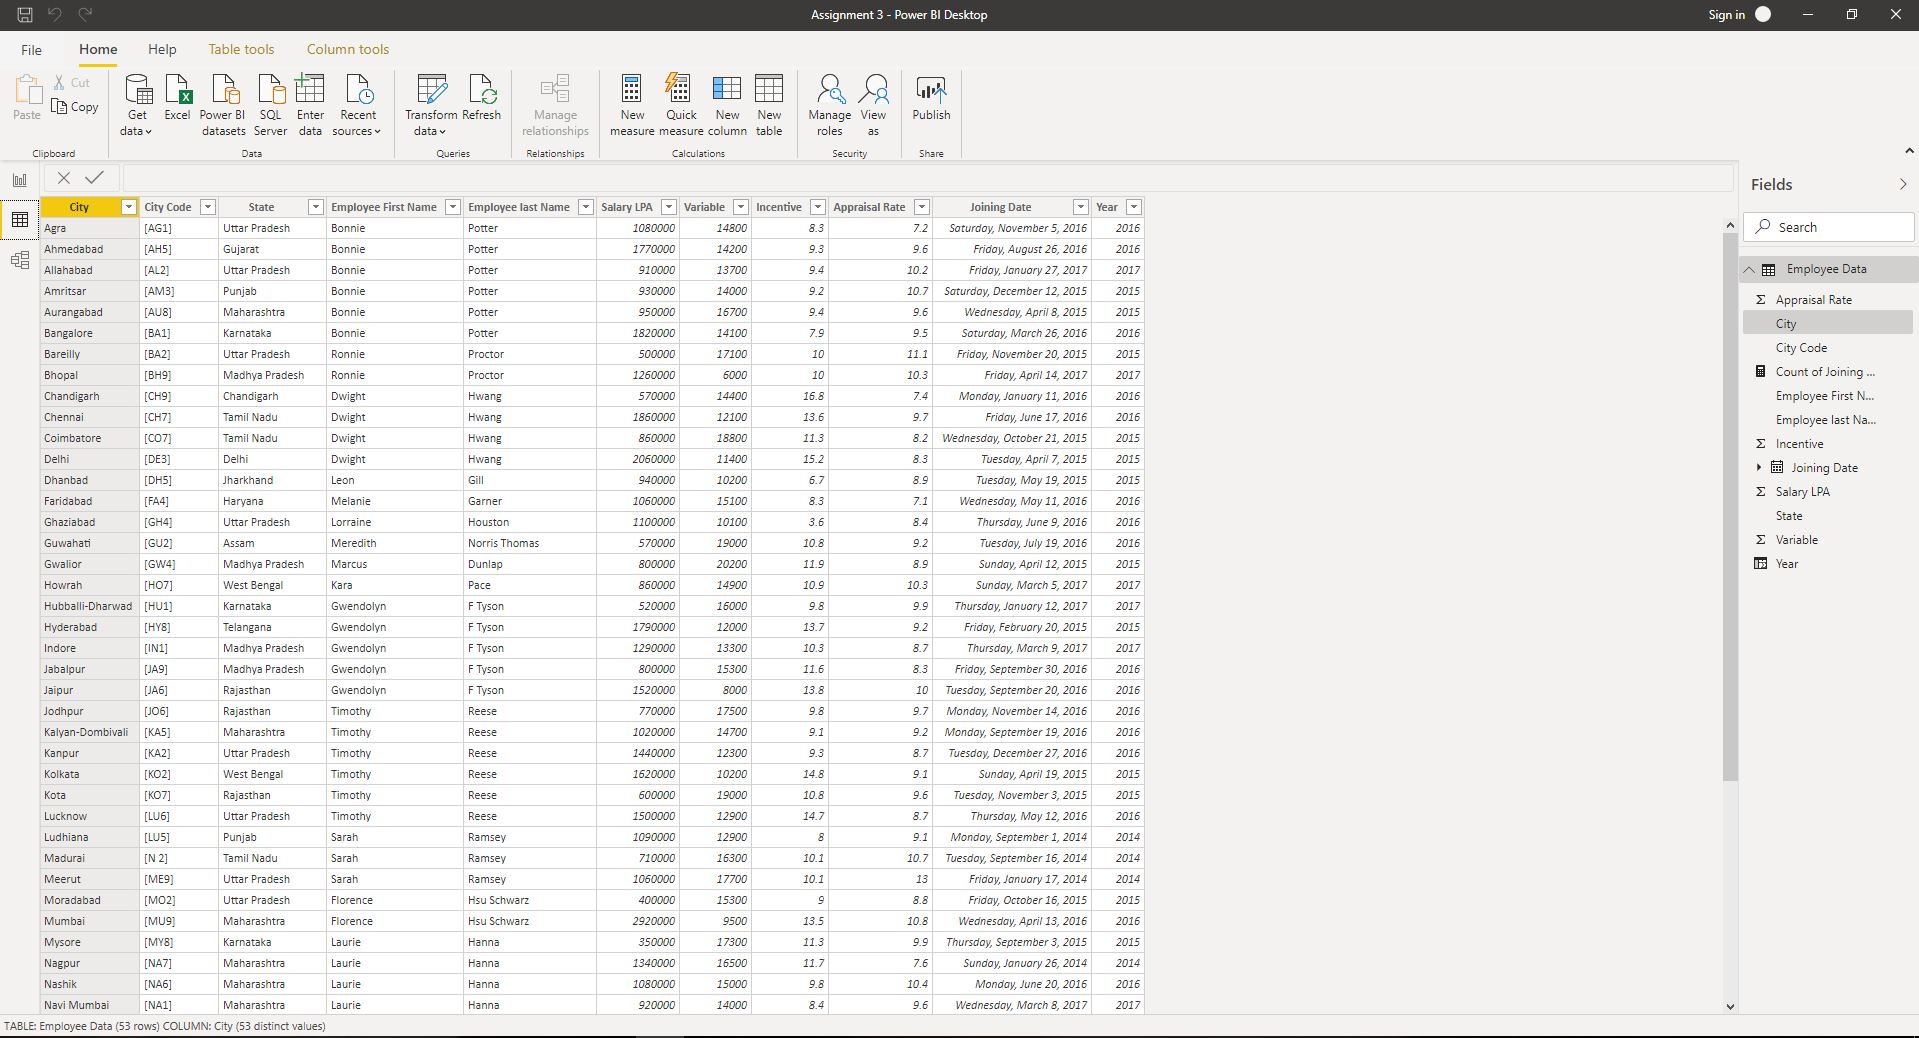 Assignment 3 - Power BI Desktop Sign in
File Home Help Table tools Column tools
Paste Cut Copy Get data Excel Power BI datasets SQL Server Enter data Recent sources Transform data Refresh Manage relationships New measure Quick measure New column New table Manage roles View as Publish
Clipboard Data Queries Relationships Calculations Security Share
City City Code State Employee First Name Employee last Name Salary LPA Variable Incentive Appraisal Rate Joining Date Year
Agra [AG1] Uttar Pradesh Bonnie Potter 1080000 14800 8.3 7.2 Saturday, November 5, 2016 2016
Ahmedabad [AH5] Gujarat Bonnie Potter 1770000 14200 9.3 9.6 Friday, August 26, 2016 2016
Allahabad [AL2] Uttar Pradesh Bonnie Potter 910000 13700 9.4 10.2 Friday, January 27, 2017 2017
Amritsar [AM3] Punjab Bonnie Potter 930000 14000 9.2 10.7 Saturday, December 12, 2015 2015
Aurangabad [AU8] Maharashtra Bonnie Potter 950000 16700 9.4 9.6 Wednesday, April 8, 2015 2015
Bangalore [BA1] Karnataka Bonnie Potter 1820000 14100 7.9 9.5 Saturday, March 26, 2016 2016
Bareilly [BA2] Uttar Pradesh Ronnie Proctor 500000 17100 10 11.1 Friday, November 20, 2015 2015
Bhopal [BH9] Madhya Pradesh Ronnie Proctor 1260000 6000 10 10.3 Friday, April 14, 2017 2017
Chandigarh [CH9] Chandigarh Dwight Hwang 570000 14400 16.8 7.4 Monday, January 11, 2016 2016
Chennai [CH7] Tamil Nadu Dwight Hwang 1860000 12100 13.6 9.7 Friday, June 17, 2016 2016
Coimbatore [CO7] Tamil Nadu Dwight Hwang 860000 18800 11.3 8.2 Wednesday, October 21, 2015 2015
Delhi [DE3] Delhi Dwight Hwang 2060000 11400 15.2 8.3 Tuesday, April 7, 2015 2015
Dhanbad [DH5] Jharkhand Leon Gill 940000 10200 6.7 8.9 Tuesday, May 19, 2015 2015
Faridabad [FA4] Haryana Melanie Garner 1060000 15100 8.3 7.1 Wednesday, May 11, 2016 2016
Ghaziabad [GH4] Uttar Pradesh Lorraine Houston 1100000 10100 3.6 8.4 Thursday, June 9, 2016 2016
Guwahati [GU2] Assam Meredith Norris Thomas 570000 19000 10.8 9.2 Tuesday, July 19, 2016 2016
Gwalior [GW4] Madhya Pradesh Marcus Dunlap 800000 20200 11.9 8.9 Sunday, April 12, 2015 2015
Howrah [HO7] West Bengal Kara Pace 860000 14900 10.9 10.3 Sunday, March 5, 2017 2017
Hubballi-Dharwad [HU1] Karnataka Gwendolyn F Tyson 520000 16000 9.8 9.9 Thursday, January 12, 2017 2017
Hyderabad [HY8] Telangana Gwendolyn F Tyson 1790000 12000 13.7 9.2 Friday, February 20, 2015 2015
Indore [IN1] Madhya Pradesh Gwendolyn F Tyson 1290000 13300 10.3 8.7 Thursday, March 9, 2017 2017
Jabalpur [JA9] Madhya Pradesh Gwendolyn F Tyson 800000 15300 11.6 8.3 Friday, September 30, 2016 2016
Jaipur [JA6] Rajasthan Gwendolyn F Tyson 1520000 8000 13.8 10 Tuesday, September 20, 2016 2016
Jodhpur [JO6] Rajasthan Timothy Reese 770000 17500 9.8 9.7 Monday, November 14, 2016 2016
Kalyan-Dombivali [KA5] Maharashtra Timothy Reese 1020000 14700 9.1 9.2 Monday, September 19, 2016 2016
Kanpur [KA2] Uttar Pradesh Timothy Reese 1440000 12300 9.3 8.7 Tuesday, December 27, 2016 2016
Kolkata [KO2] West Bengal Timothy Reese 1620000 10200 14.8 9.1 Sunday, April 19, 2015 2015
Kota [KO7] Rajasthan Timothy Reese 600000 19000 10.8 9.6 Tuesday, November 3, 2015 2015
Lucknow [LU6] Uttar Pradesh Timothy Reese 1500000 12900 14.7 8.7 Thursday, May 12, 2016 2016
Ludhiana [LU5] Punjab Sarah Ramsey 1090000 12900 8 9.1 Monday, September 1, 2014 2014
Madurai [N 2] Tamil Nadu Sarah Ramsey 710000 16300 10.1 10.7 Tuesday, September 16, 2014 2014
Meerut [ME9] Uttar Pradesh Sarah Ramsey 1060000 17700 10.1 13 Friday, January 17, 2014 2014
Moradabad [MO2] Uttar Pradesh Florence Hsu Schwarz 400000 15300 9 8.8 Friday, October 16, 2015 2015
Mumbai [MU9] Maharashtra Florence Hsu Schwarz 2920000 9500 13.5 10.8 Wednesday, April 13, 2016 2016
Mysore [MY8] Karnataka Laurie Hanna 350000 17300 11.3 9.9 Thursday, September 3, 2015 2015
Nagpur [NA7] Maharashtra Laurie Hanna 1340000 16500 11.7 7.6 Sunday, January 26, 2014 2014
Nashik [NA6] Maharashtra Laurie Hanna 1080000 15000 9.8 10.4 Monday, June 20, 2016 2016
Navi Mumbai [NA1] Maharashtra Laurie Hanna 920000 14000 8.4 9.6 Wednesday, March 8, 2017 2017
Fields
Search
Employee Data
Σ Appraisal Rate
City
City Code
Count of Joining ...
Employee First N...
Employee last Na...
Σ Incentive
Joining Date
Σ Salary LPA
State
Σ Variable
Year
TABLE: Employee Data (53 rows) COLUMN: City (53 distinct values)